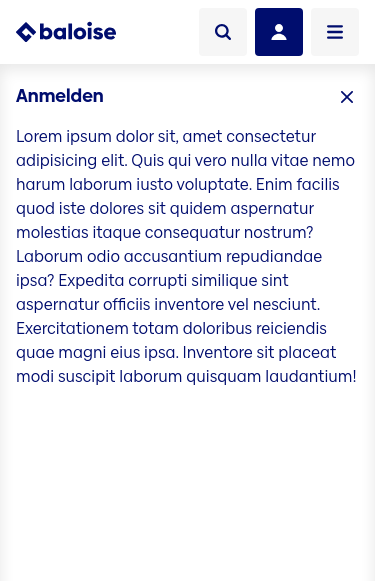 baloise
Anmelden
Lorem ipsum dolor sit, amet consectetur
adipisicing elit. Quis qui vero nulla vitae nemo
harum laborum iusto voluptate. Enim facilis
quod iste dolores sit quidem aspernatur
molestias itaque consequatur nostrum?
Laborum odio accusantium repudiandae
ipsa? Expedita corrupti similique sint
aspernatur officiis inventore vel nesciunt.
Exercitationem totam doloribus reiciendis
quae magni eius ipsa. Inventore sit placeat
modi suscipit laborum quisquam laudantium!